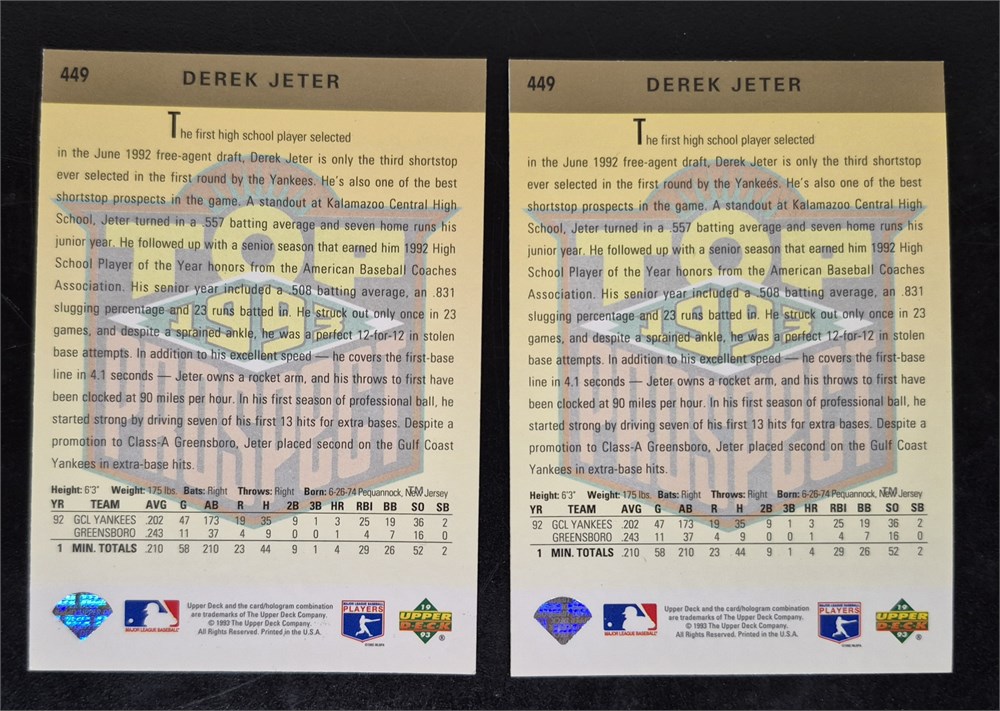 449 DEREK JETER
The first high school player selected
in the June 1992 free-agent draft, Derek Jeter is only the third shortstop
ever selected in the first round by the Yankees. He's also one of the best
shortstop prospects in the game. A standout at Kalamazoo Central High
School, Jeter turned in a .557 batting average and seven home runs his
junior year. He followed up with a senior season that earned him 1992 High
School Player of the Year honors from the American Baseball Coaches
Association. His senior year included a .508 batting average, an .831
slugging percentage and 23 runs batted in. He struck out only once in 23
games, and despite a sprained ankle, he was a perfect 12-for-12 in stolen
base attempts. In addition to his excellent speed — he covers the first-base
line in 4.1 seconds — Jeter owns a rocket arm, and his throws to first have
been clocked at 90 miles per hour. In his first season of professional ball, he
started strong by driving seven of his first 13 hits for extra bases. Despite a
promotion to Class-A Greensboro, Jeter placed second on the Gulf Coast
Yankees in extra-base hits.
TOP
1993
PROSPECT
TM
Height: 6'3" Weight: 175 lbs. Bats: Right Throws: Right Born: 6-26-74 Pequannock, New Jersey
YR TEAM AVG G AB R H 2B 3B HR RBI BB SO SB
92 GCL YANKEES .202 47 173 19 35 9 1 3 25 19 36 2
GREENSBORO .243 11 37 4 9 0 0 1 4 7 16 0
1 MIN. TOTALS .210 58 210 23 44 9 1 4 29 26 52 2
MAJOR LEAGUE BASEBALL
Upper Deck and the card/hologram combination
are trademarks of The Upper Deck Company.
© 1993 The Upper Deck Company.
All Rights Reserved. Printed in the U.S.A.
PLAYERS
19
UPPER
DECK
93
®
449 DEREK JETER
The first high school player selected
in the June 1992 free-agent draft, Derek Jeter is only the third shortstop
ever selected in the first round by the Yankees. He's also one of the best
shortstop prospects in the game. A standout at Kalamazoo Central High
School, Jeter turned in a .557 batting average and seven home runs his
junior year. He followed up with a senior season that earned him 1992 High
School Player of the Year honors from the American Baseball Coaches
Association. His senior year included a .508 batting average, an .831
slugging percentage and 23 runs batted in. He struck out only once in 23
games, and despite a sprained ankle, he was a perfect 12-for-12 in stolen
base attempts. In addition to his excellent speed — he covers the first-base
line in 4.1 seconds — Jeter owns a rocket arm, and his throws to first have
been clocked at 90 miles per hour. In his first season of professional ball, he
started strong by driving seven of his first 13 hits for extra bases. Despite a
promotion to Class-A Greensboro, Jeter placed second on the Gulf Coast
Yankees in extra-base hits.
TOP
1993
PROSPECT
TM
Height: 6'3" Weight: 175 lbs. Bats: Right Throws: Right Born: 6-26-74 Pequannock, New Jersey
YR TEAM AVG G AB R H 2B 3B HR RBI BB SO SB
92 GCL YANKEES .202 47 173 19 35 9 1 3 25 19 36 2
GREENSBORO .243 11 37 4 9 0 0 1 4 7 16 0
1 MIN. TOTALS .210 58 210 23 44 9 1 4 29 26 52 2
MAJOR LEAGUE BASEBALL
Upper Deck and the card/hologram combination
are trademarks of The Upper Deck Company.
© 1993 The Upper Deck Company.
All Rights Reserved. Printed in the U.S.A.
PLAYERS
19
UPPER
DECK
93
®